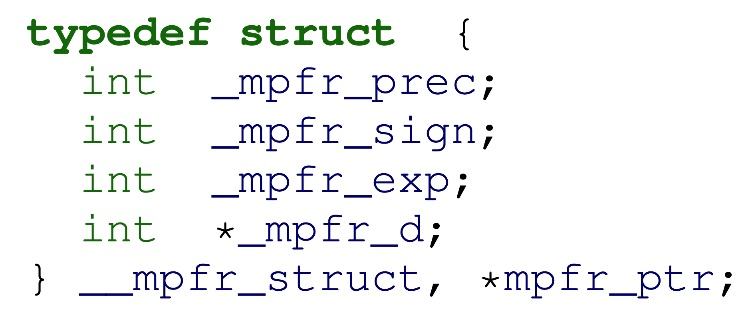 typedef struct {
int _mpfr_prec;
int _mpfr_sign;
int _mpfr_exp;
int *_mpfr_d;
} __mpfr_struct, *mpfr_ptr;